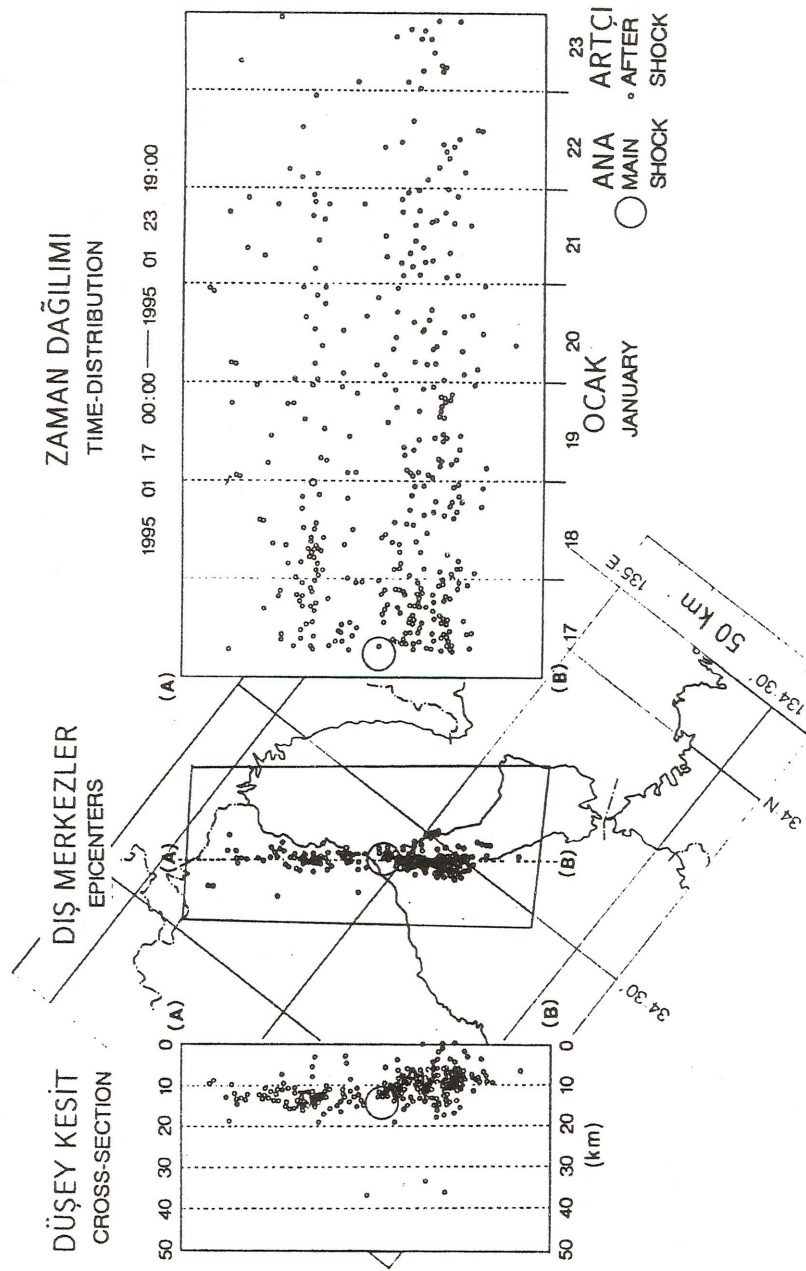 ZAMAN DAĞILIMI
TIME-DISTRIBUTION
1995 01 17 00:00 — 1995 01 23 19:00
(A)
(B)
17 18 19 20 21 22 23
OCAK
JANUARY
ANA
MAIN
SHOCK
ARTÇI
AFTER
SHOCK
DIŞ MERKEZLER
EPICENTERS
(A)
(B)
34°30'
34°N
134°30'
135°E
50 km
DÜŞEY KESİT
CROSS-SECTION
(A)
(B)
0 10 20 30 40 50
0 10 20 30 40 50
(km)